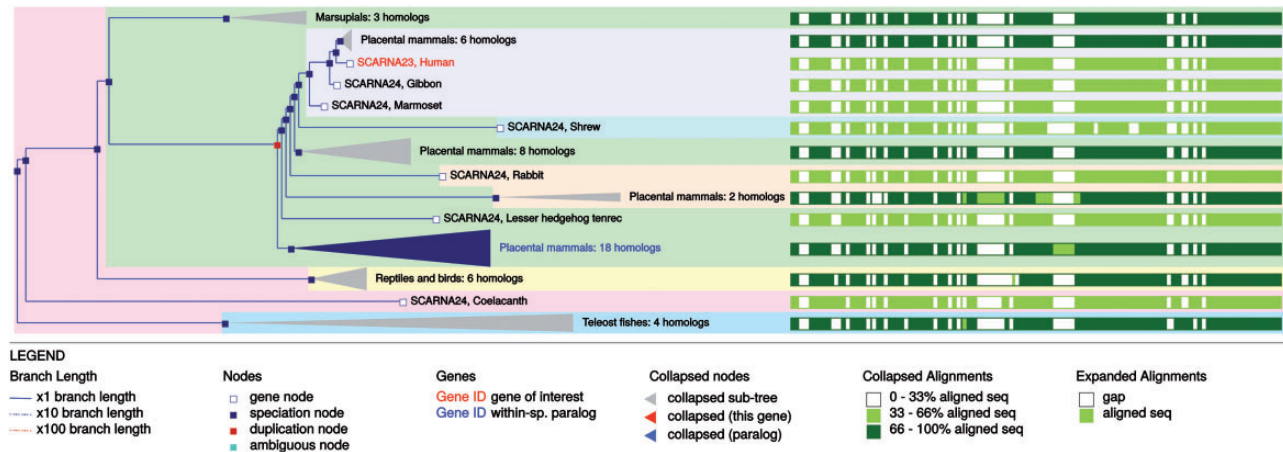 Marsupials: 3 homologs
Placental mammals: 6 homologs
SCARNA23, Human
SCARNA24, Gibbon
SCARNA24, Marmoset
SCARNA24, Shrew
Placental mammals: 8 homologs
SCARNA24, Rabbit
Placental mammals: 2 homologs
SCARNA24, Lesser hedgehog tenrec
Placental mammals: 18 homologs
Reptiles and birds: 6 homologs
SCARNA24, Coelacanth
Teleost fishes: 4 homologs
LEGEND
Branch Length
x1 branch length
x10 branch length
x100 branch length
Nodes
gene node
speciation node
duplication node
ambiguous node
Genes
Gene ID gene of interest
Gene ID within-sp. paralog
Collapsed nodes
collapsed sub-tree
collapsed (this gene)
collapsed (paralog)
Collapsed Alignments
0 - 33% aligned seq
33 - 66% aligned seq
66 - 100% aligned seq
Expanded Alignments
gap
aligned seq